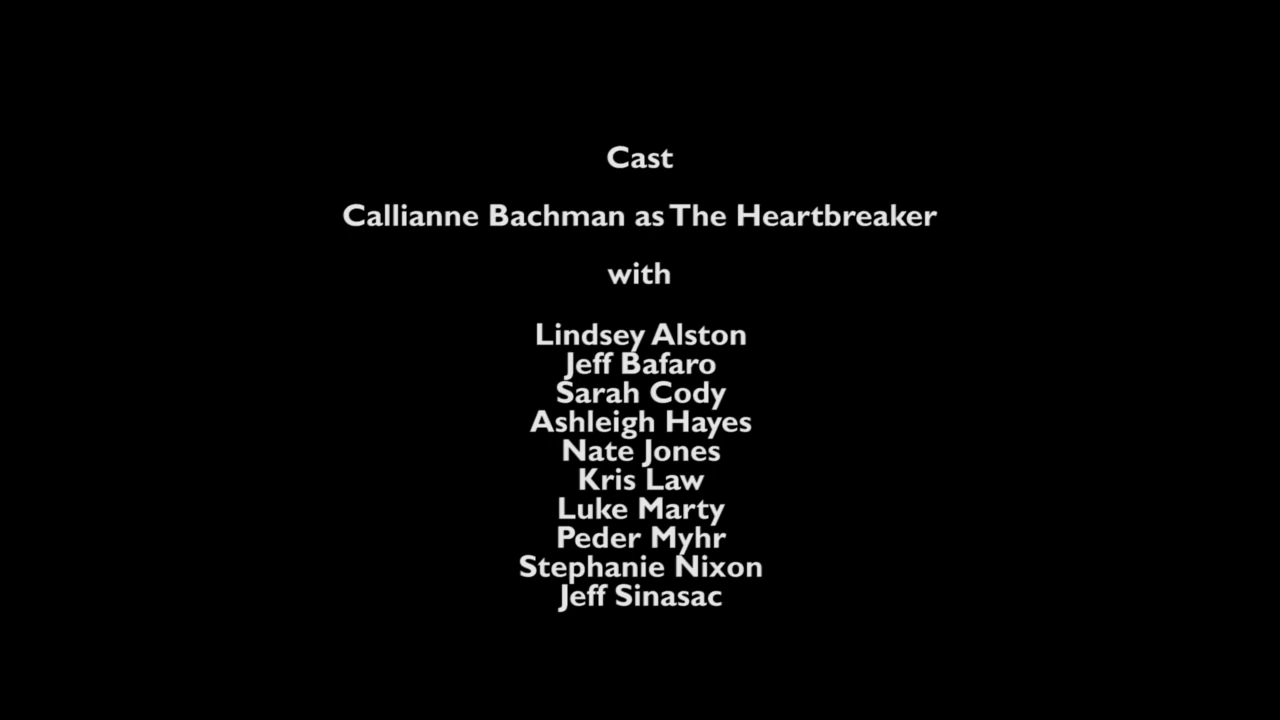 Cast
Callianne Bachman as The Heartbreaker
with
Lindsey Alston
Jeff Bafaro
Sarah Cody
Ashleigh Hayes
Nate Jones
Kris Law
Luke Marty
Peder Myhr
Stephanie Nixon
Jeff Sinasac